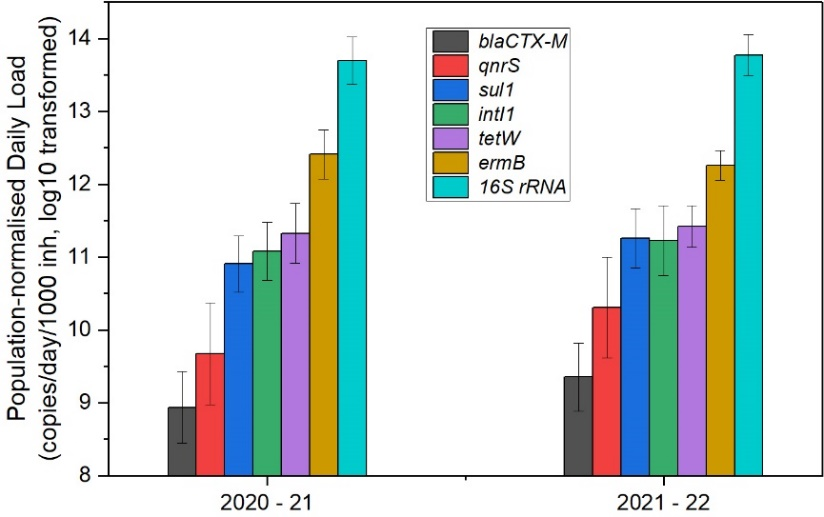 Population-normalised Daily Load
(copies/day/1000 inh, log10 transformed)
14
13
12
11
10
9
8
blaCTX-M
qnrS
sul1
intI1
tetW
ermB
16S rRNA
2020 - 21
2021 - 22